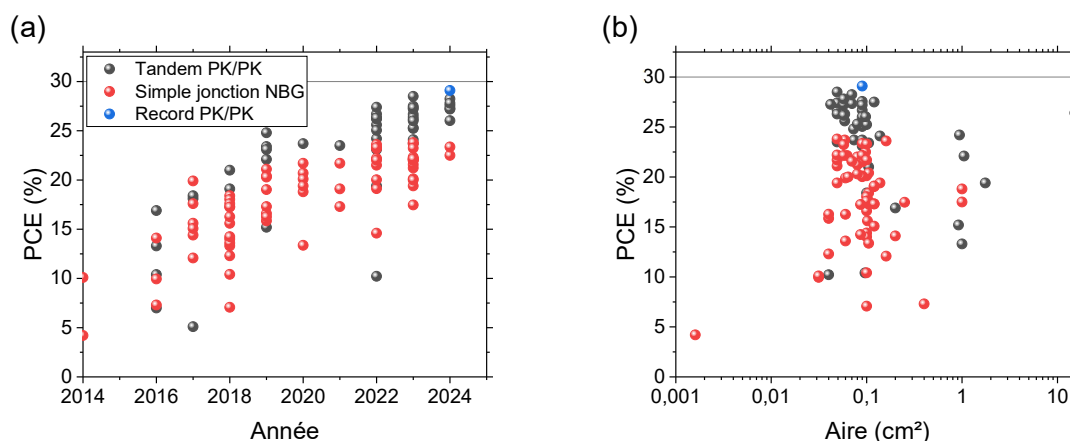 (a)
Tandem PK/PK
Simple jonction NBG
Record PK/PK
PCE (%)
30
25
20
15
10
5
0
2014 2016 2018 2020 2022 2024
Année
(b)
PCE (%)
30
25
20
15
10
5
0
0,001 0,01 0,1 1 10
Aire (cm²)